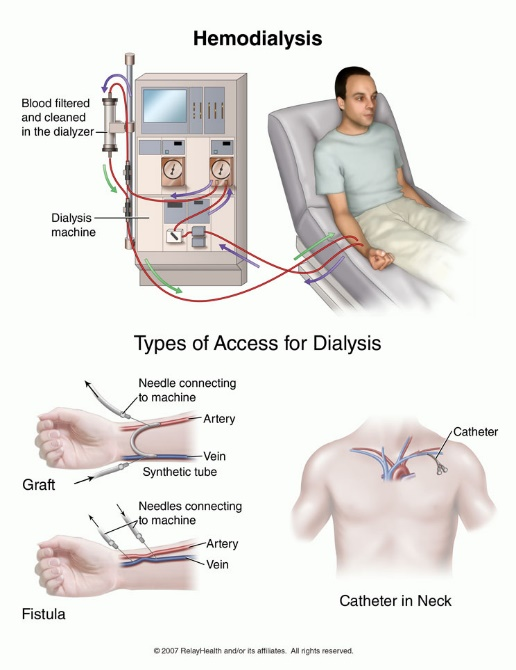 Hemodialysis
Blood filtered
and cleaned
in the dialyzer
Dialysis
machine
Types of Access for Dialysis
Needle connecting
to machine
Artery
Vein
Synthetic tube
Graft
Needles connecting
to machine
Artery
Vein
Fistula
Catheter
Catheter in Neck
© 2007 RelayHealth and/or its affiliates. All rights reserved.